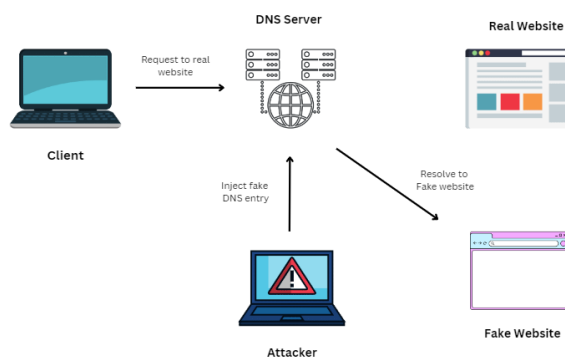 DNS Server
Real Website
Request to real
website
Client
Inject fake
DNS entry
Resolve to
Fake website
Attacker
Fake Website